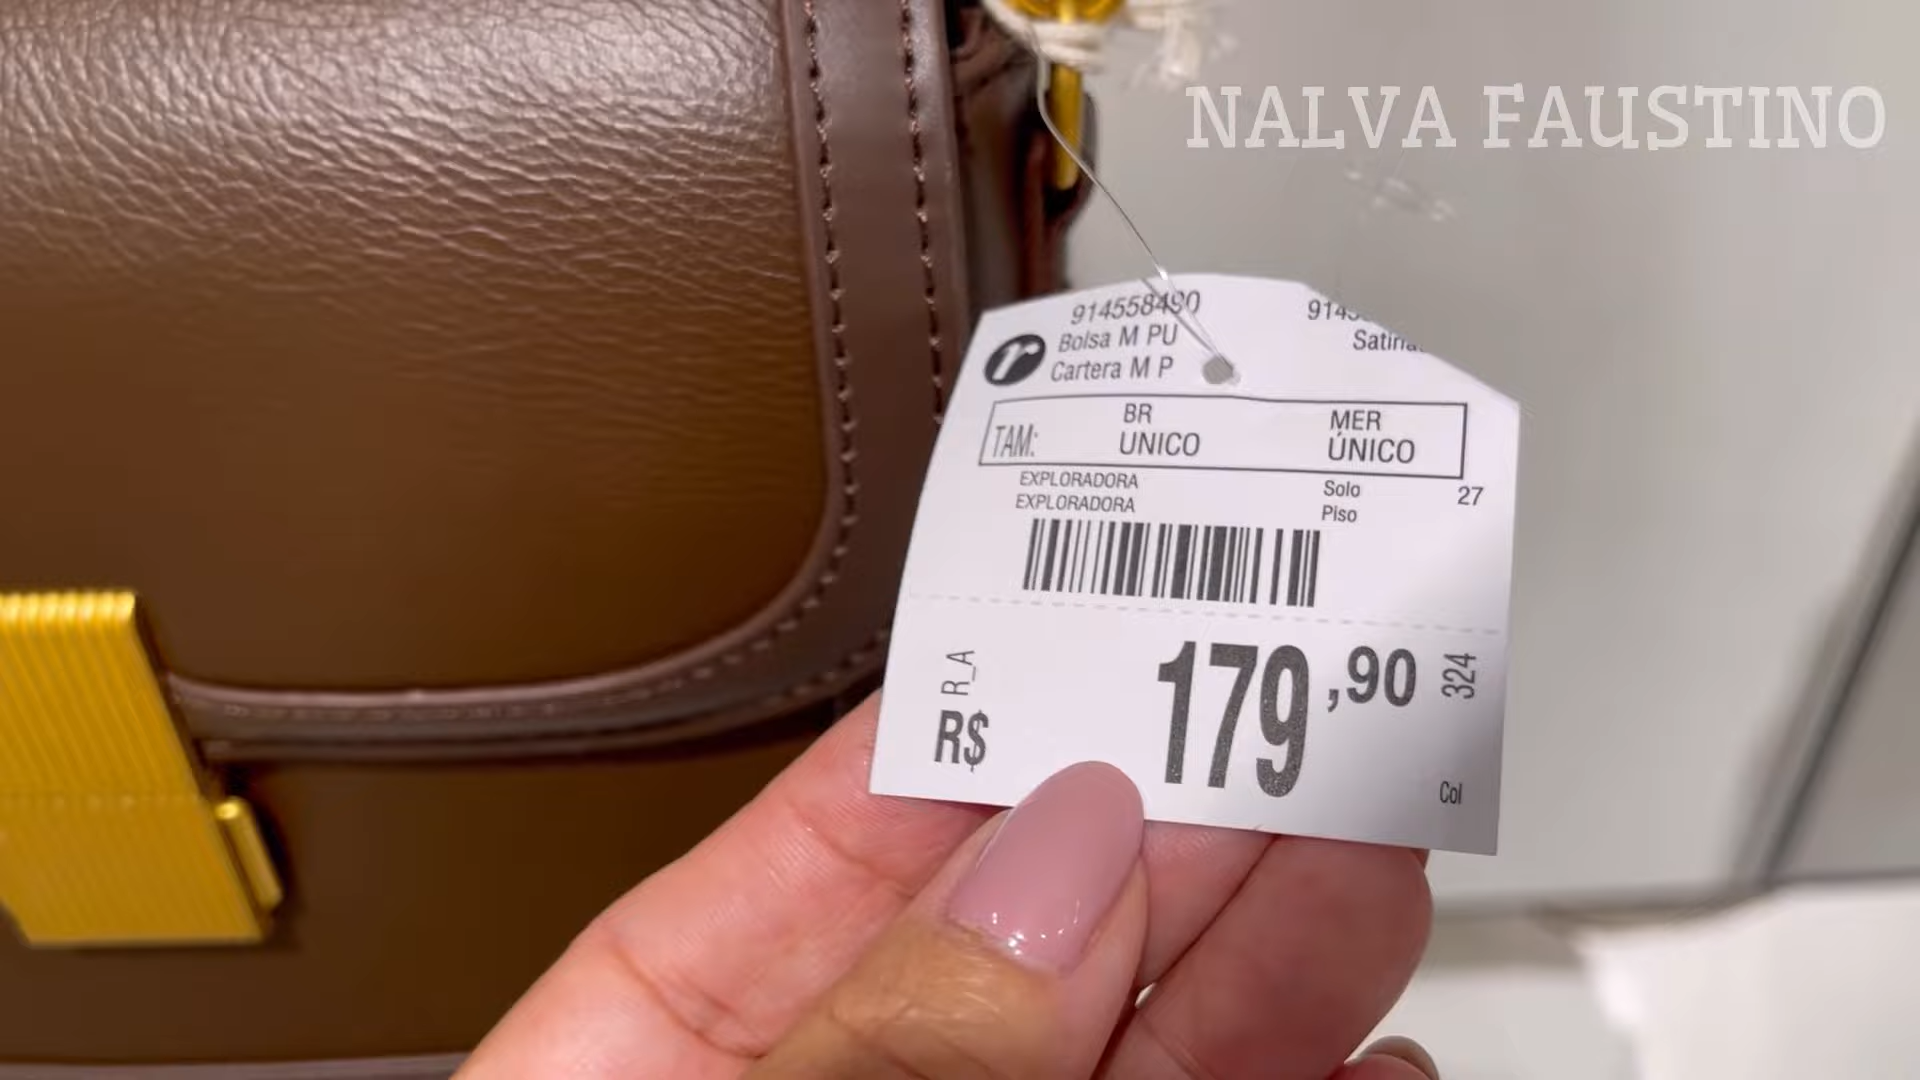 NALVA FAUSTINO
914558490
Bolsa M PU
Cartera M P
TAM:
BR
UNICO
MER
ÚNICO
EXPLORADORA
EXPLORADORA
Solo
Piso
27
R_A
R$
179,90
324
Col